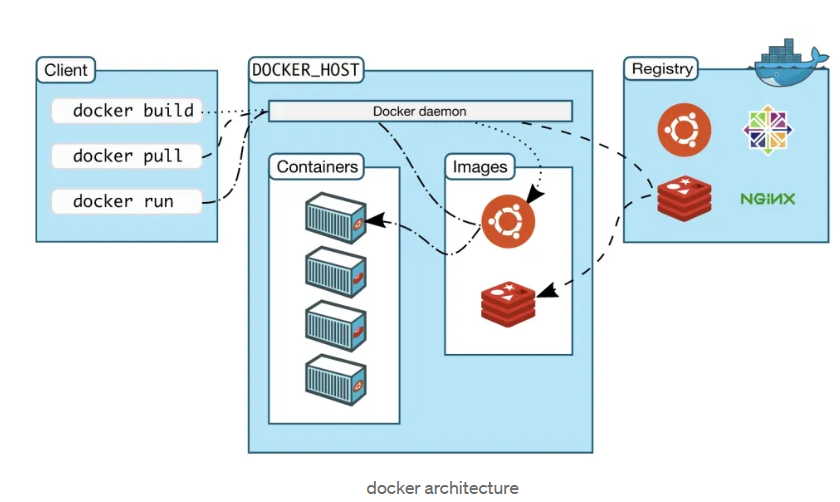 Client
docker build
docker pull
docker run
DOCKER_HOST
Docker daemon
Containers
Images
Registry
NGINX
docker architecture